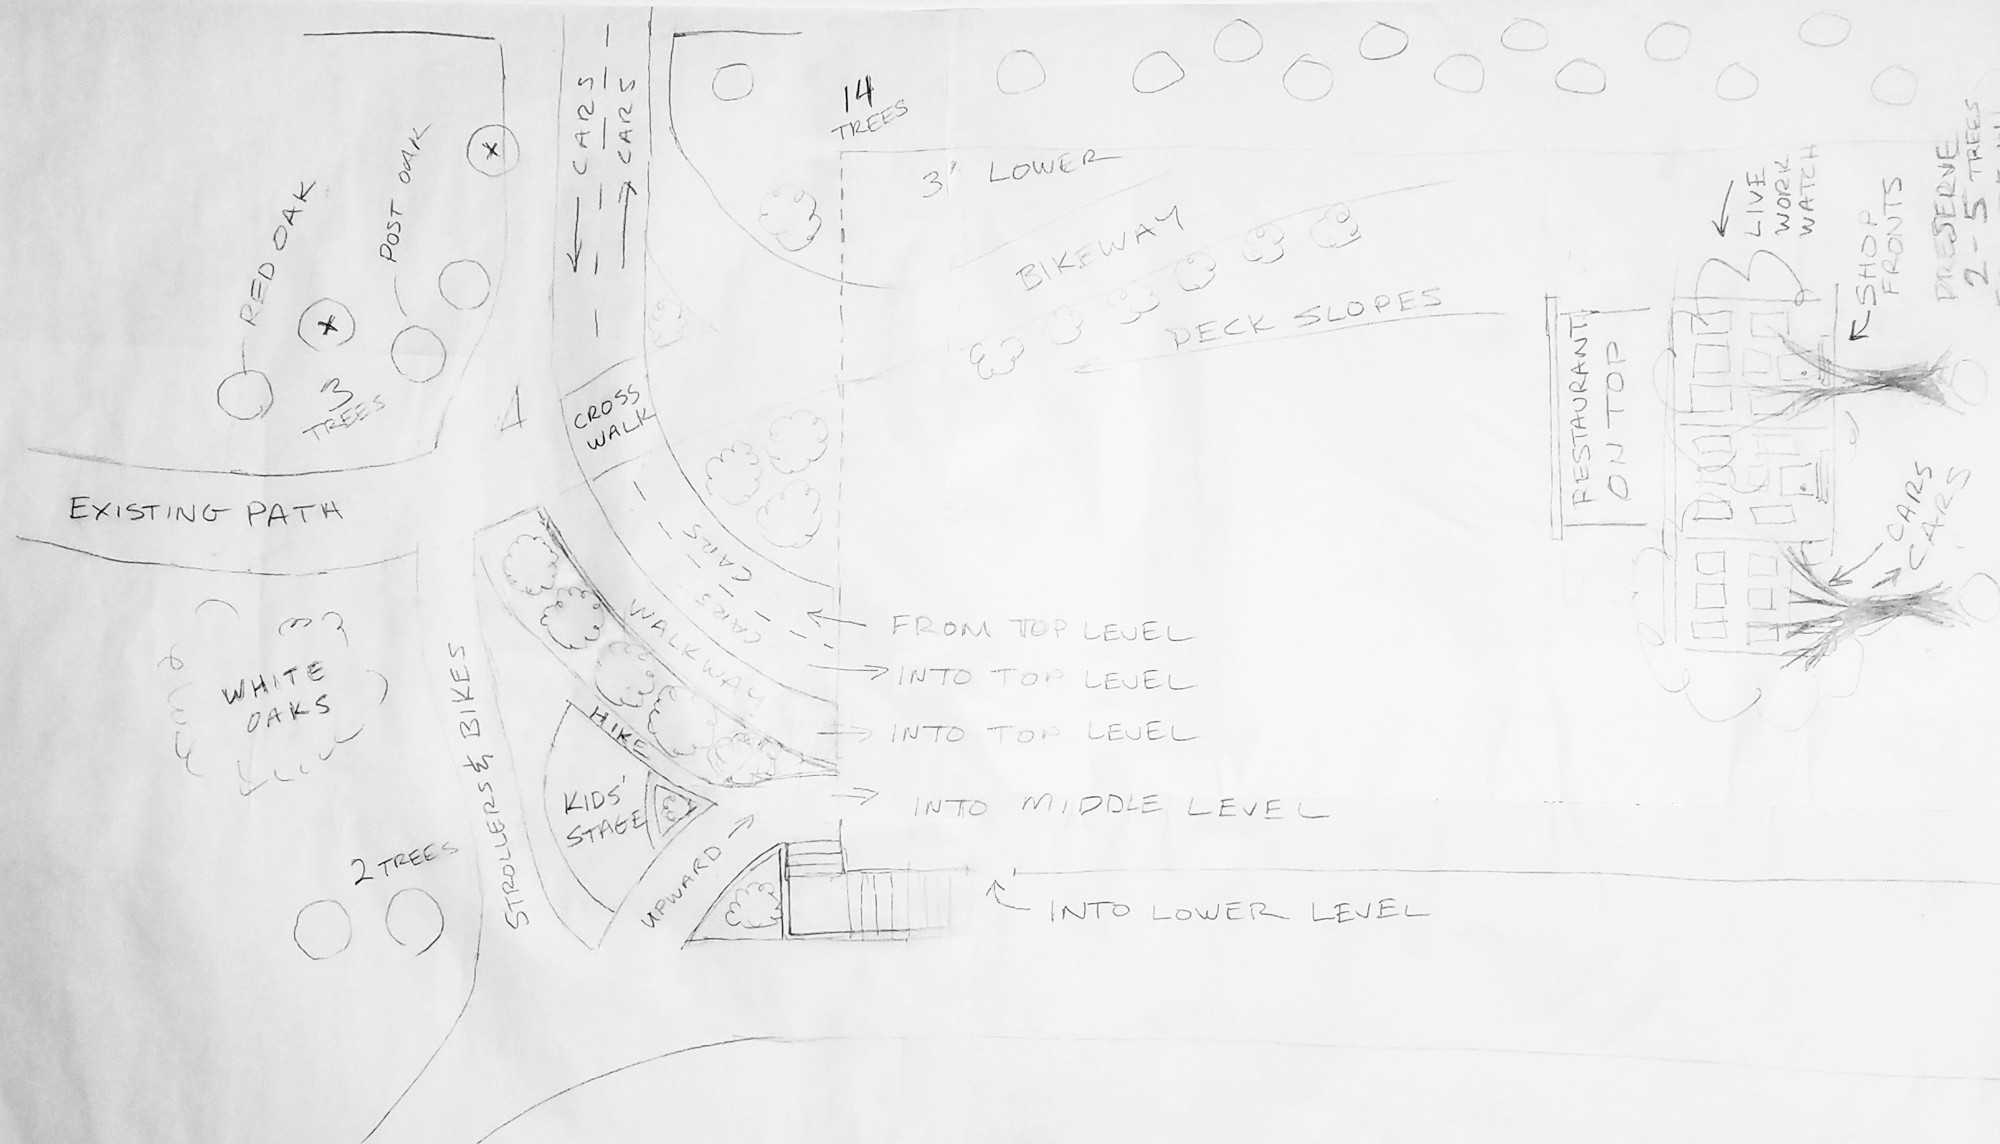 ← CARS
CARS →
14
TREES
3' LOWER
BIKEWAY
DECK SLOPES
RED OAK
POST OAK
3
TREES
CROSS
WALK
EXISTING PATH
WHITE
OAKS
2 TREES
STROLLERS & BIKES
CARS
CARS
WALKWAY
HIKE
KIDS'
STAGE
UPWARD
FROM TOP LEVEL
INTO TOP LEVEL
INTO TOP LEVEL
INTO MIDDLE LEVEL
INTO LOWER LEVEL
RESTAURANT
ON TOP
LIVE
WORK
WATCH
SHOP
FRONTS
PRESERVE
2-5 TREES
CARS
CARS